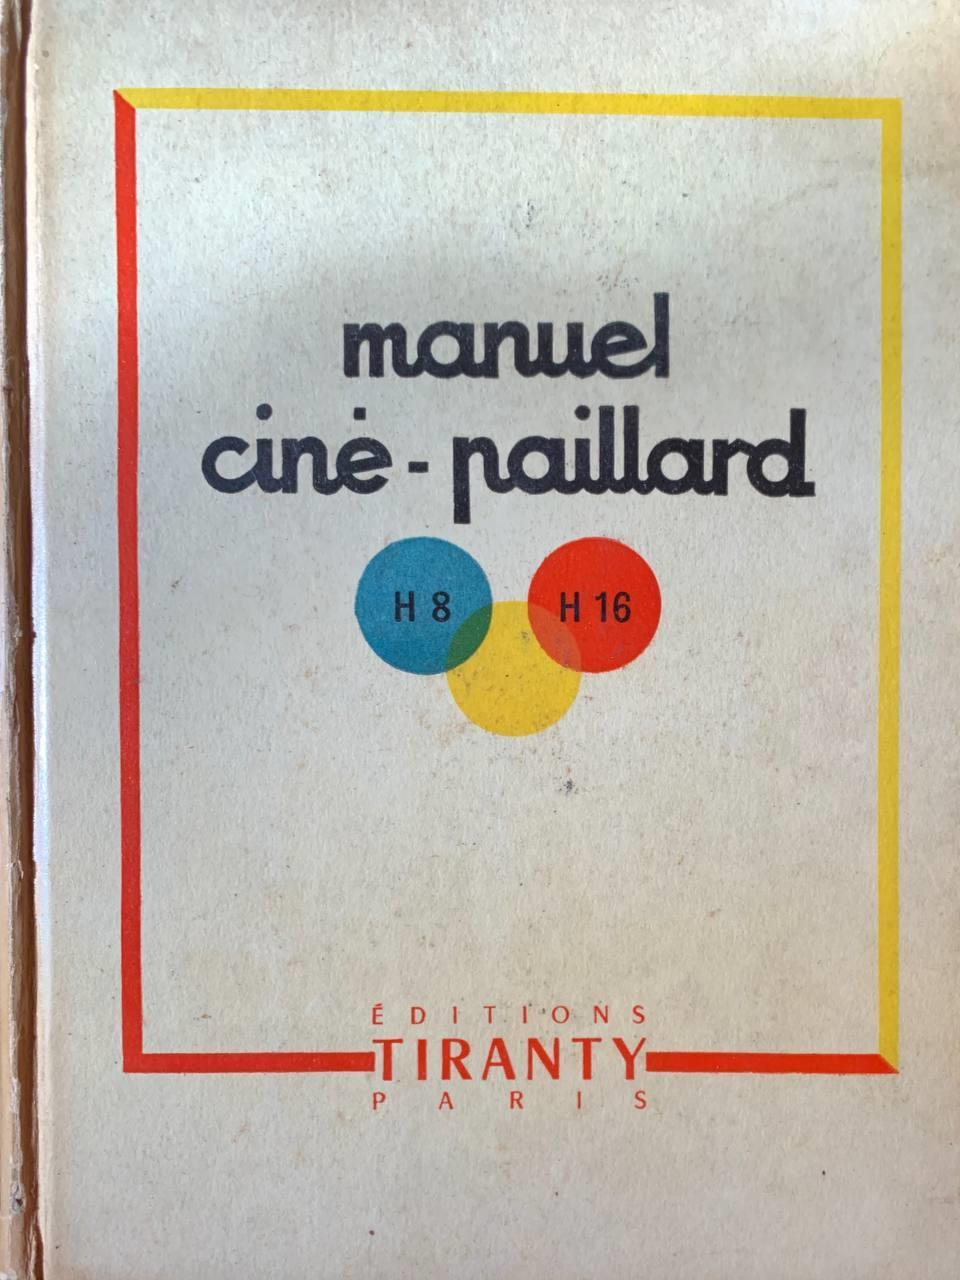 manuel
ciné-paillard
H 8
H 16
ÉDITIONS
TIRANTY
PARIS